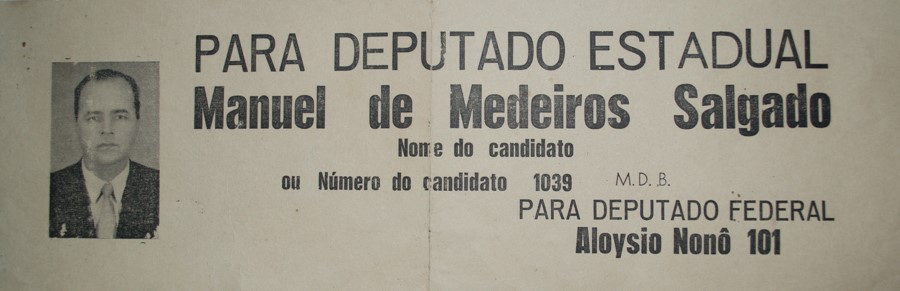 PARA DEPUTADO ESTADUAL
Manuel de Medeiros Salgado
Nome do candidato
ou Número do candidato 1039 M.D.B.
PARA DEPUTADO FEDERAL
Aloysio Nonô 101